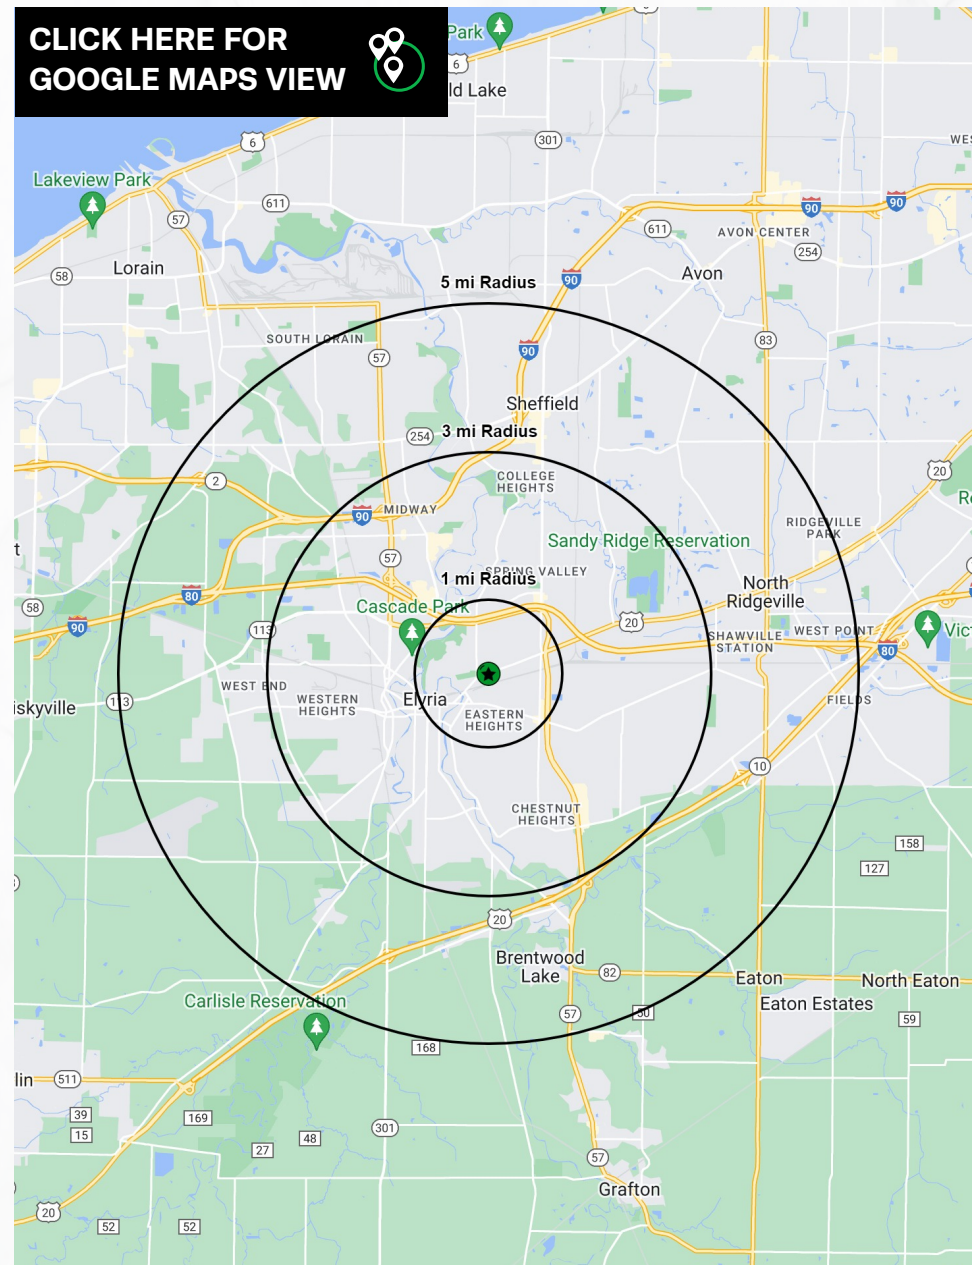 CLICK HERE FOR
GOOGLE MAPS VIEW
Park
6
ld Lake
301
6
WES
Lakeview Park
611
57
90
90
611
AVON CENTER
254
58
Lorain
Avon
90
5 mi Radius
SOUTH LORAIN
57
90
83
Sheffield
254
3 mi Radius
20
2
COLLEGE
HEIGHTS
90
MIDWAY
RIDGEVILLE
PARK
Sandy Ridge Reservation
57
SPRING VALLEY
1 mi Radius
80
58
Cascade Park
North
Ridgeville
90
113
20
SHAWVILLE
STATION
WEST POINT
Vict
80
WEST END
113
iskyville
WESTERN
HEIGHTS
Elyria
EASTERN
HEIGHTS
FIELDS
10
CHESTNUT
HEIGHTS
158
127
20
Brentwood
Lake
82
Eaton
North Eaton
Carlisle Reservation
Eaton Estates
57
50
59
168
lin
511
39
15
169
301
48
27
57
Grafton
20
52
52